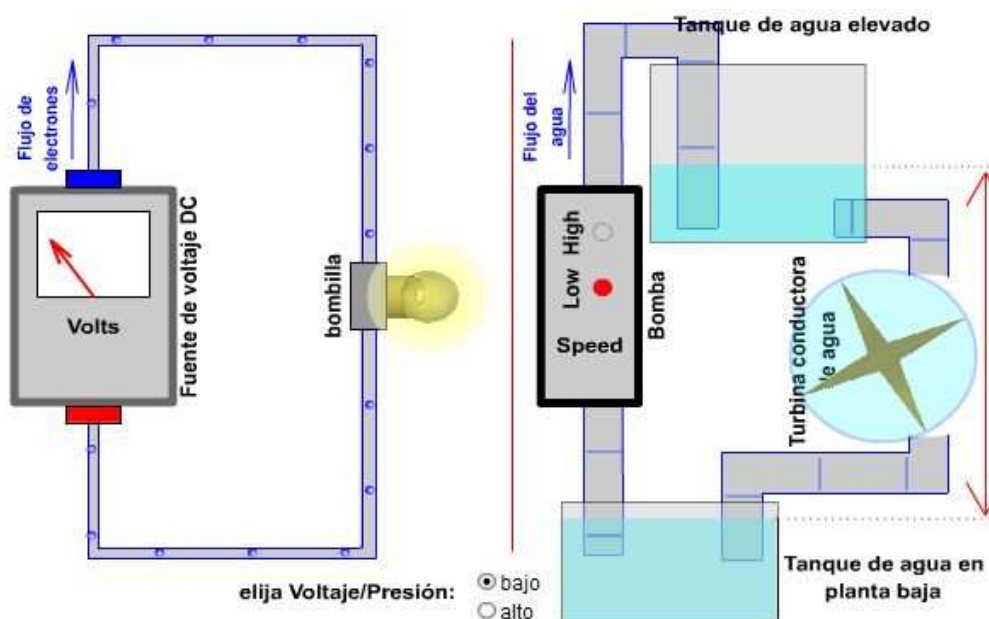 Flujo de
electrones
Volts
Fuente de voltaje DC
bombilla
Tanque de agua elevado
Flujo del
agua
High
Low
Speed
Bomba
Turbina conductora
de agua
Tanque de agua en
planta baja
elija Voltaje/Presión:
bajo
alto